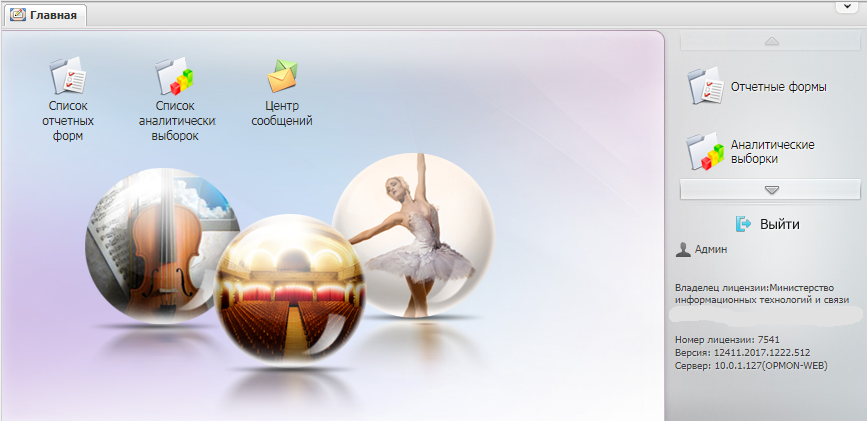 Главная
Список
отчетных
форм
Список
аналитически
выборок
Центр
сообщений
Отчетные формы
Аналитические
выборки
Выйти
Админ
Владелец лицензии:Министерство
информационных технологий и связи
Номер лицензии: 7541
Версия: 12411.2017.1222.512
Сервер: 10.0.1.127(OPMON-WEB)